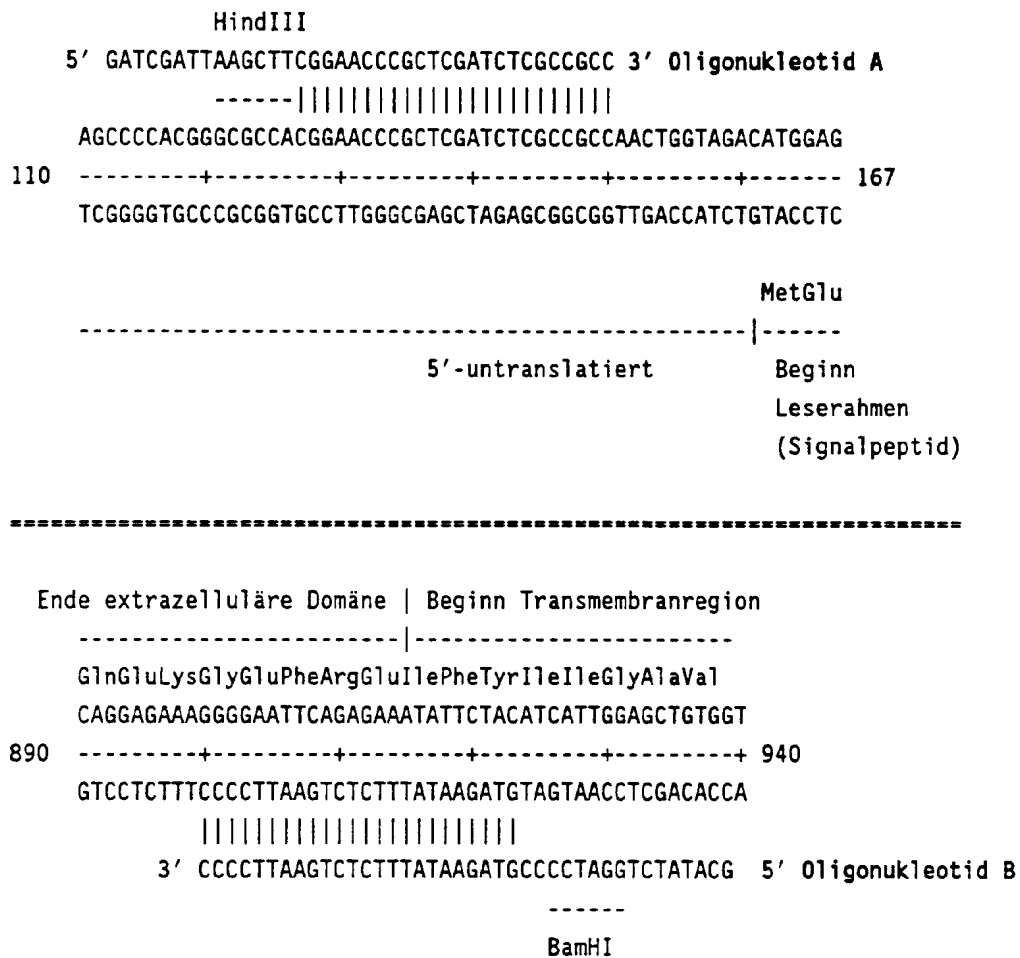 HindIII
5′ GATCGATTAAGCTTCGGAACCCGCTCGATCTCGCCGCC 3′ Oligonukleotid A
------||||||||||||||||||||||||
AGCCCCACGGGCGCCACGGAACCCGCTCGATCTCGCCGCCAACTGGTAGACATGGAG
110 ---------+---------+---------+---------+---------+------- 167
TCGGGGTGCCCGCGGTGCCTTGGGCGAGCTAGAGCGGCGGTTGACCATCTGTACCTC
MetGlu
--------------------------------------------------|------
5′-untranslatiert Beginn
Leserahmen
(Signalpeptid)
======================================================================
Ende extrazelluläre Domäne | Beginn Transmembranregion
------------------------|------------------------
GlnGluLysGlyGluPheArgGluIlePheTyrIleIleGlyAlaVal
CAGGAGAAAGGGGAATTCAGAGAAATATTCTACATCATTGGAGCTGTGGT
890 ---------+---------+---------+---------+---------+ 940
GTCCTCTTTCCCCTTAAGTCTCTTTATAAGATGTAGTAACCTCGACACCA
||||||||||||||||||||||||
3′ CCCCTTAAGTCTCTTTATAAGATGCCCCTAGGTCTATACG 5′ Oligonukleotid B
------
BamHI